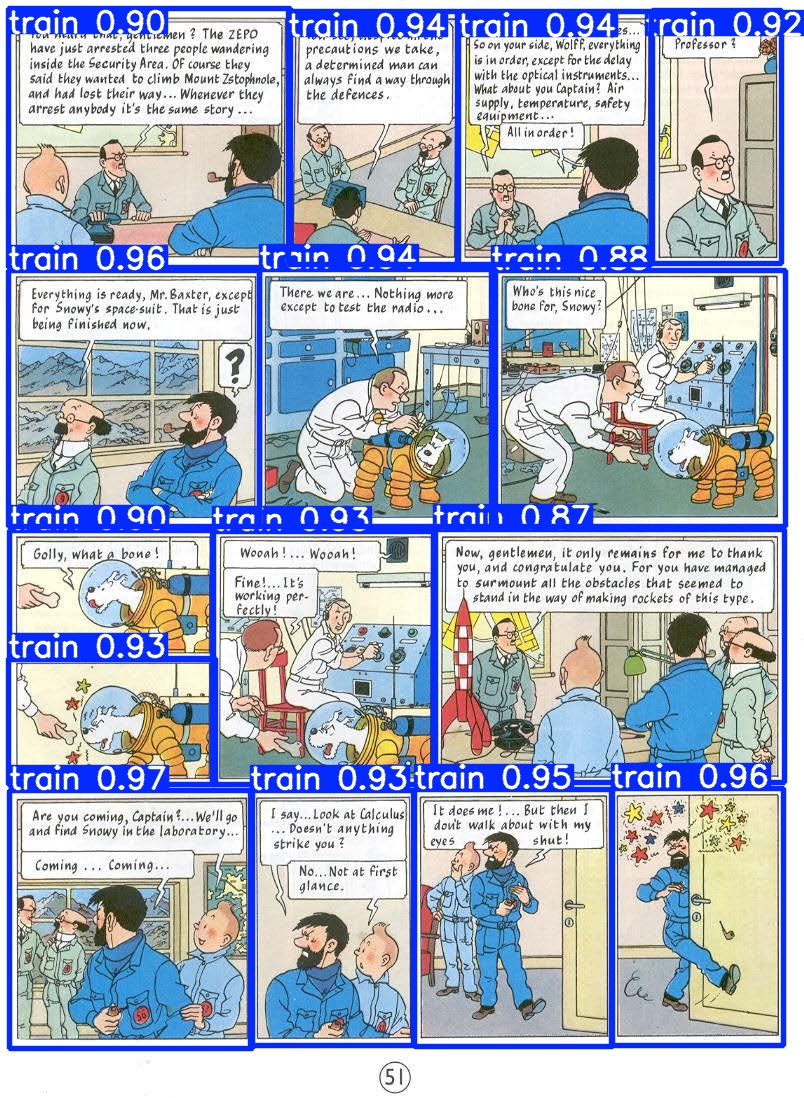 train 0.90
You heard that, gentlemen? The ZEPO
have just arrested three people wandering
inside the Security Area. Of course they
said they wanted to climb Mount Zstopnole,
and had lost their way... Whenever they
arrest anybody it's the same story...
train 0.94
precautions we take,
a determined man can
always find a way through
the defences.
train 0.94
So on your side, Wolff, everything
is in order, except for the delay
with the optical instruments...
What about you Captain? Air
supply, temperature, safety
equipment...
All in order!
train 0.92
Professor?
train 0.96
Everything is ready, Mr. Baxter, except
for Snowy's space-suit. That is just
being finished now.
?
train 0.94
There we are... Nothing more
except to test the radio...
train 0.88
Who's this nice
bone for, Snowy?
train 0.90
Golly, what a bone!
train 0.93
Wooah!... Wooah!
Fine!... It's
working per-
fectly!
train 0.87
Now, gentlemen, it only remains for me to thank
you, and congratulate you. For you have managed
to surmount all the obstacles that seemed to
stand in the way of making rockets of this type.
train 0.93
train 0.97
Are you coming, Captain?...We'll go
and find Snowy in the laboratory...
Coming ... Coming...
train 0.93
I say... Look at Calculus
... Doesn't anything
strike you?
No... Not at first
glance.
train 0.95
It does me!... But then I
don't walk about with my
eyes shut!
train 0.96
51